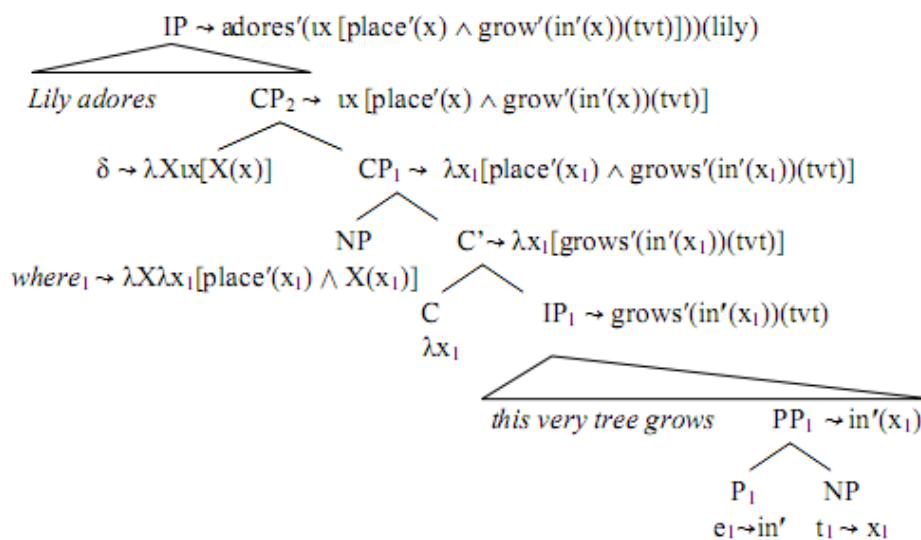 IP ⇝ adores′(ιx [place′(x) ∧ grow′(in′(x))(tvt)]))(lily)
Lily adores CP₂ ⇝ ιx [place′(x) ∧ grow′(in′(x))(tvt)]
δ ⇝ λXιx[X(x)] CP₁ ⇝ λx₁[place′(x₁) ∧ grows′(in′(x₁))(tvt)]
NP C’⇝ λx₁[grows′(in′(x₁))(tvt)]
where₁ ⇝ λXλx₁[place′(x₁) ∧ X(x₁)]
C IP₁ ⇝ grows′(in′(x₁))(tvt)
λx₁
this very tree grows PP₁ ⇝ in′(x₁)
P₁ NP
e₁⇝in′ t₁⇝ x₁